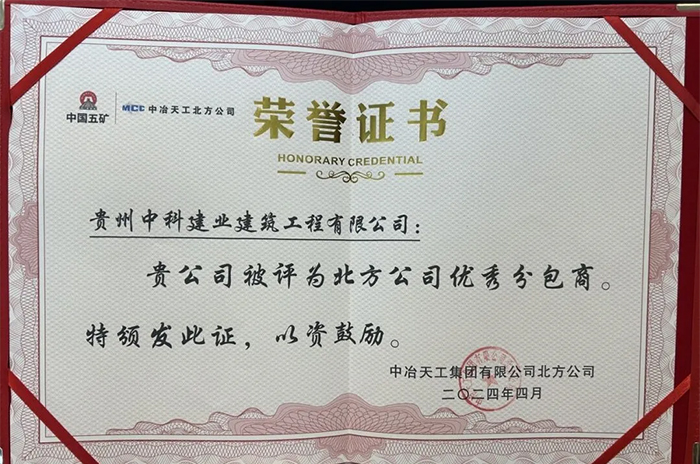 中国五矿
MCC 中冶天工北方公司
荣誉证书
HONORARY CREDENTIAL
贵州中科建业建筑工程有限公司：
贵公司被评为北方公司优秀分包商。
特颁发此证，以资鼓励。
中冶天工集团有限公司北方公司
二〇二四年四月